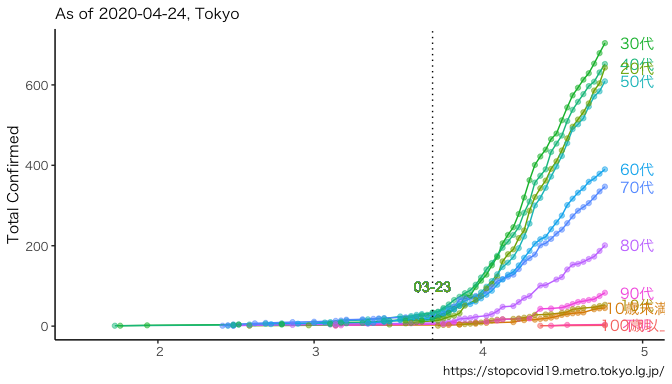 As of 2020-04-24, Tokyo
Total Confirmed
600
400
200
0
2
3
4
5
03-23
30代
40代
20代
50代
60代
70代
80代
90代
https://stopcovid19.metro.tokyo.lg.jp/